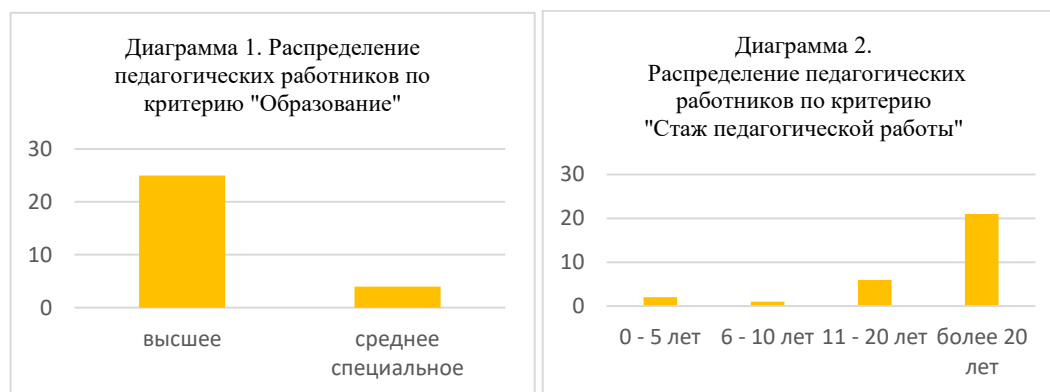 Диаграмма 1. Распределение
педагогических работников по
критерию "Образование"
30
20
10
0
высшее
среднее
специальное
Диаграмма 2.
Распределение педагогических
работников по критерию
"Стаж педагогической работы"
30
20
10
0
0 - 5 лет
6 - 10 лет
11 - 20 лет
более 20
лет